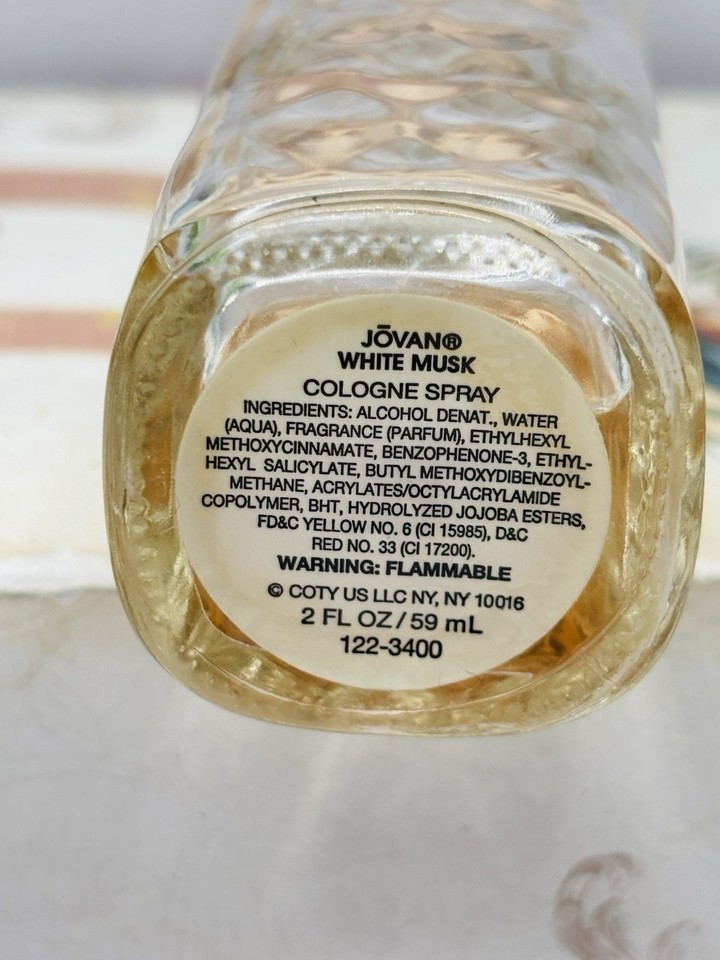 JŌVAN®
WHITE MUSK
COLOGNE SPRAY
INGREDIENTS: ALCOHOL DENAT., WATER
(AQUA), FRAGRANCE (PARFUM), ETHYLHEXYL
METHOXYCINNAMATE, BENZOPHENONE-3, ETHYL-
HEXYL SALICYLATE, BUTYL METHOXYDIBENZOYL-
METHANE, ACRYLATES/OCTYLACRYLAMIDE
COPOLYMER, BHT, HYDROLYZED JOJOBA ESTERS,
FD&C YELLOW NO. 6 (CI 15985), D&C
RED NO. 33 (CI 17200).
WARNING: FLAMMABLE
© COTY US LLC NY, NY 10016
2 FL OZ / 59 mL
122-3400